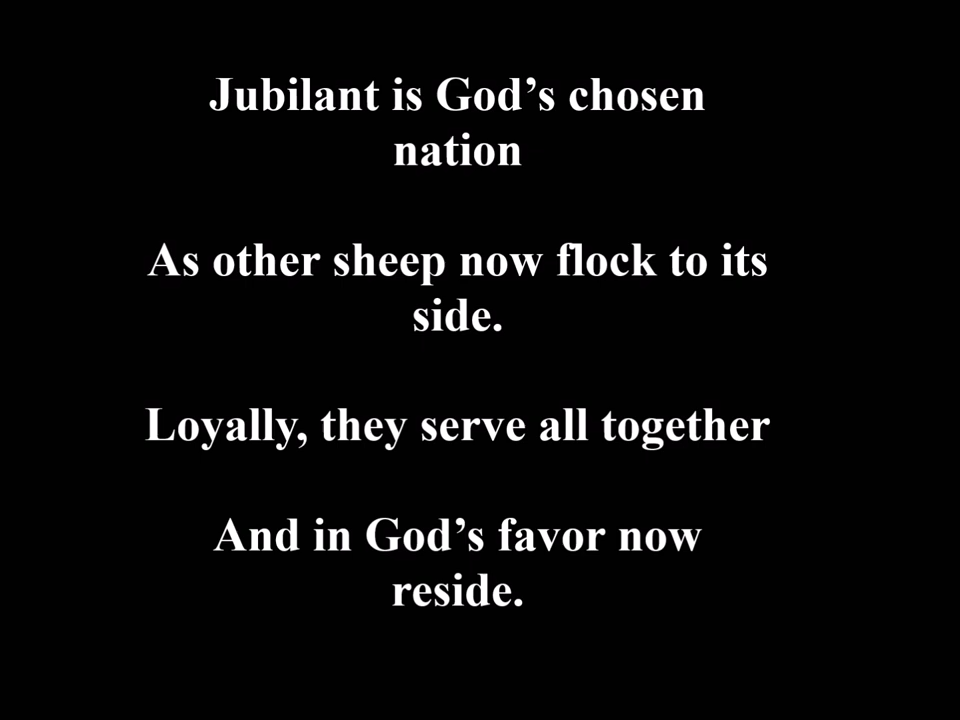 Jubilant is God’s chosen
nation
As other sheep now flock to its
side.
Loyally, they serve all together
And in God’s favor now
reside.